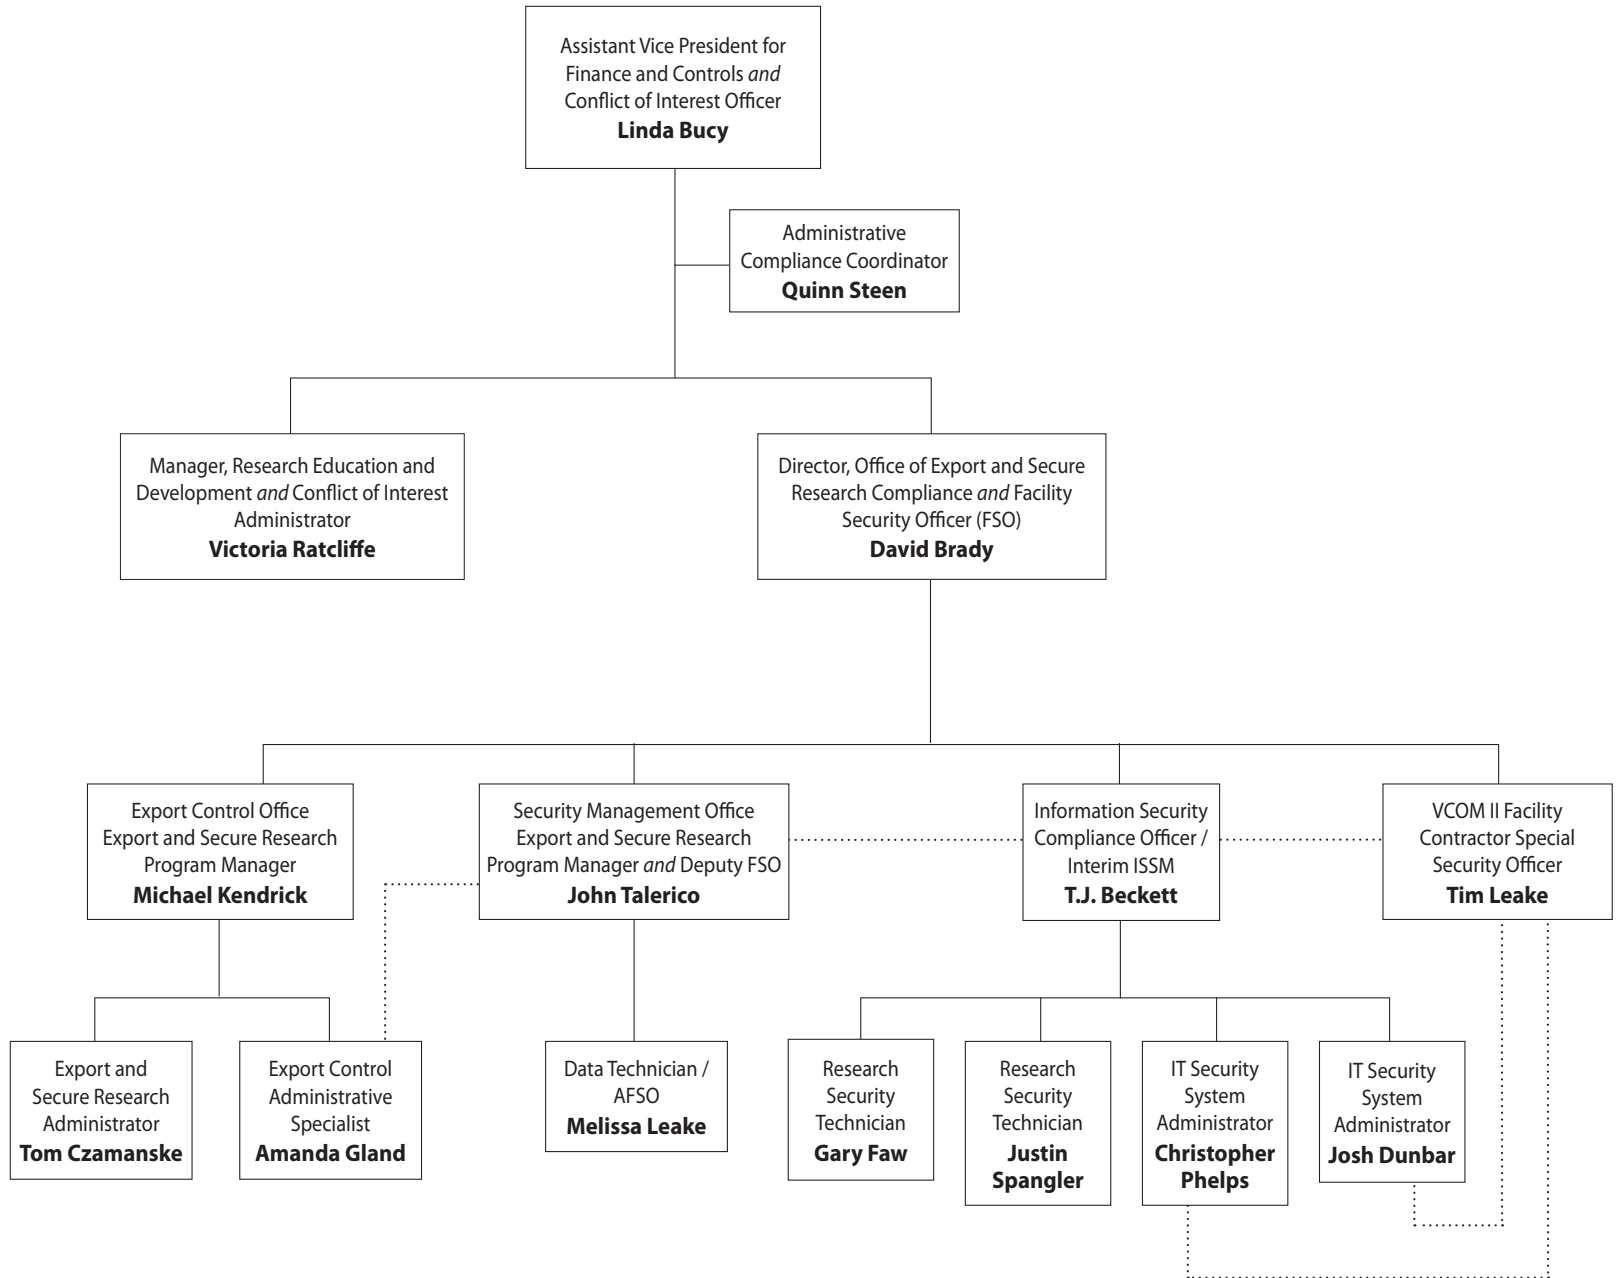 Assistant Vice President for
Finance and Controls and
Conflict of Interest Officer
Linda Bucy
Administrative
Compliance Coordinator
Quinn Steen
Manager, Research Education and
Development and Conflict of Interest
Administrator
Victoria Ratcliffe
Director, Office of Export and Secure
Research Compliance and Facility
Security Officer (FSO)
David Brady
Export Control Office
Export and Secure Research
Program Manager
Michael Kendrick
Security Management Office
Export and Secure Research
Program Manager and Deputy FSO
John Talerico
Information Security
Compliance Officer /
Interim ISSM
T.J. Beckett
VCOM II Facility
Contractor Special
Security Officer
Tim Leake
Export and
Secure Research
Administrator
Tom Czamanske
Export Control
Administrative
Specialist
Amanda Gland
Data Technician /
AFSO
Melissa Leake
Research
Security
Technician
Gary Faw
Research
Security
Technician
Justin
Spangler
IT Security
System
Administrator
Christopher
Phelps
IT Security
System
Administrator
Josh Dunbar